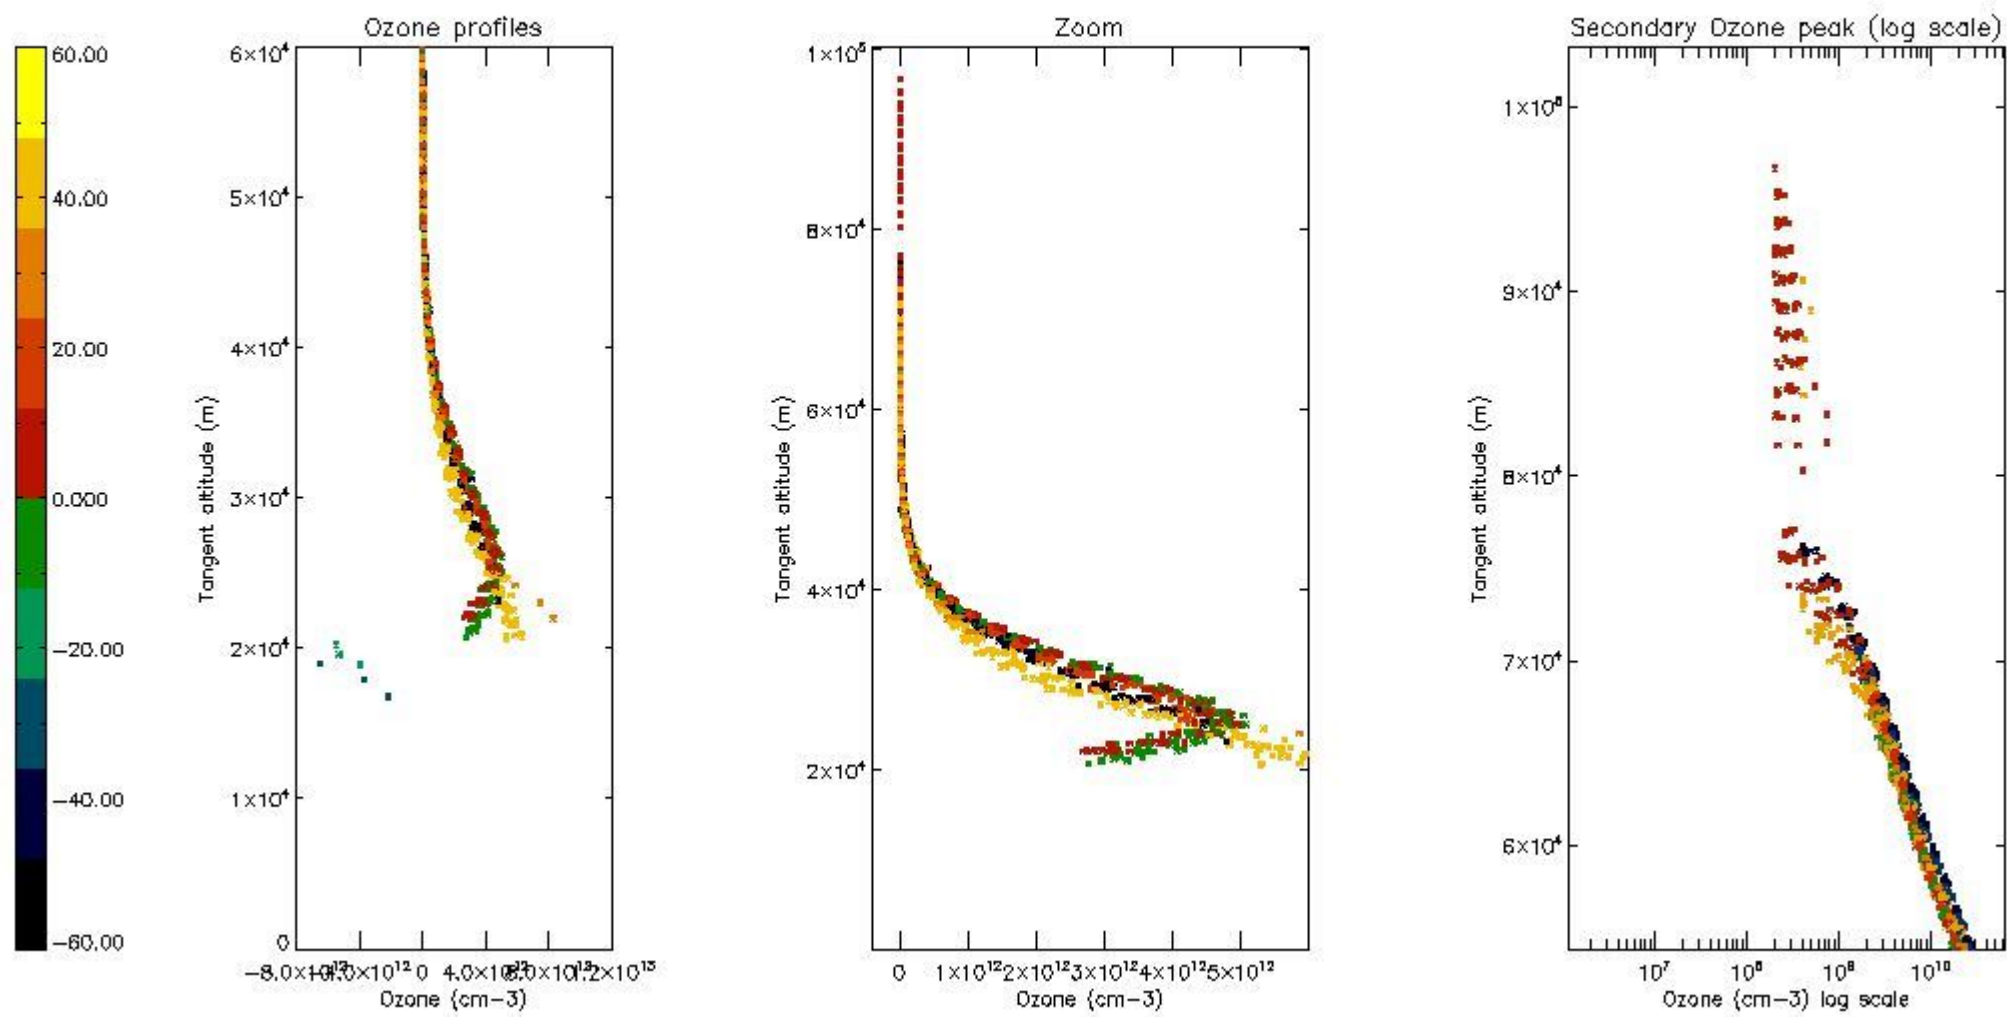 Ozone profiles
Zoom
Secondary Ozone peak (log scale)
60.00
40.00
20.00
0.000
−20.00
−40.00
−60.00
6×10⁴
5×10⁴
4×10⁴
3×10⁴
2×10⁴
1×10⁴
0
Tangent altitude (m)
0
Ozone (cm−3)
1×10⁵
8×10⁴
6×10⁴
4×10⁴
2×10⁴
Tangent altitude (m)
0 1×10¹² 2×10¹² 3×10¹² 4×10¹² 5×10¹²
Ozone (cm−3)
9×10⁴
8×10⁴
7×10⁴
6×10⁴
Tangent altitude (m)
10⁷ 10⁸ 10⁹ 10¹⁰
Ozone (cm−3) log scale